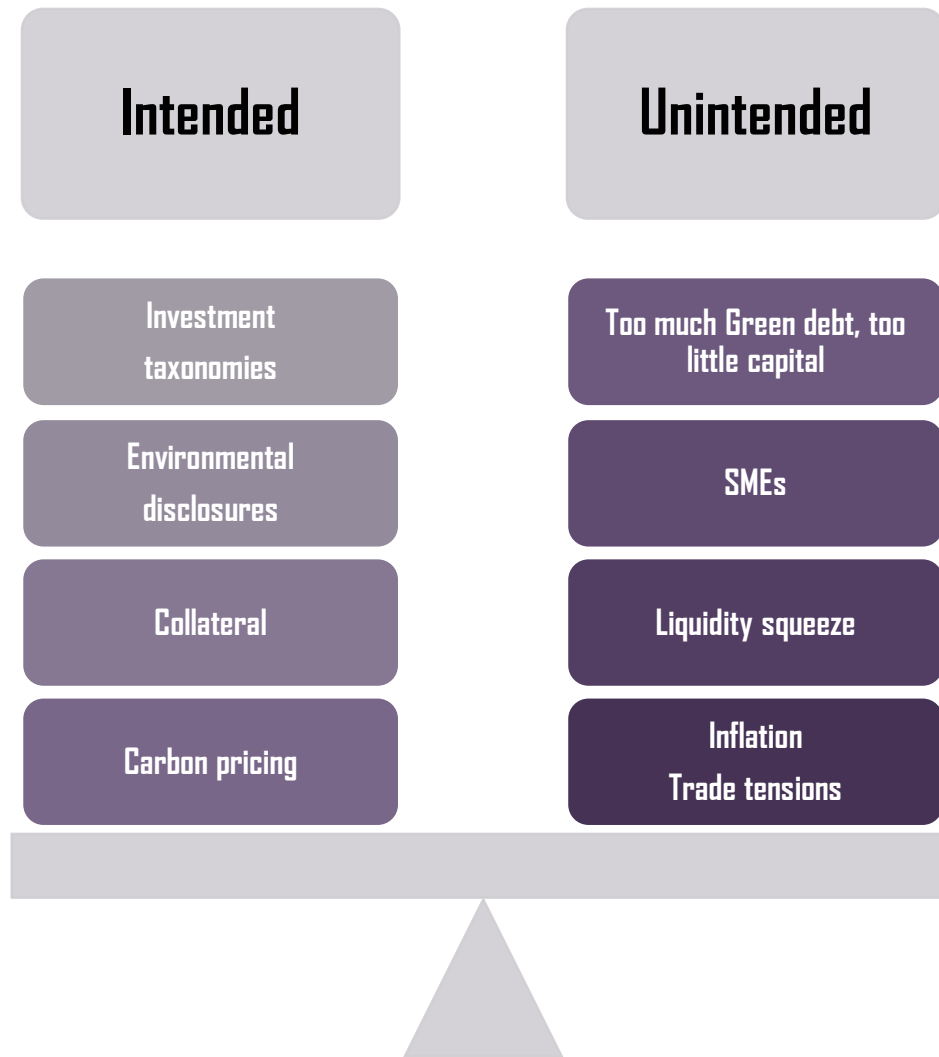 Intended
Unintended
Investment
taxonomies
Too much Green debt, too
little capital
Environmental
disclosures
SMEs
Collateral
Liquidity squeeze
Carbon pricing
Inflation
Trade tensions